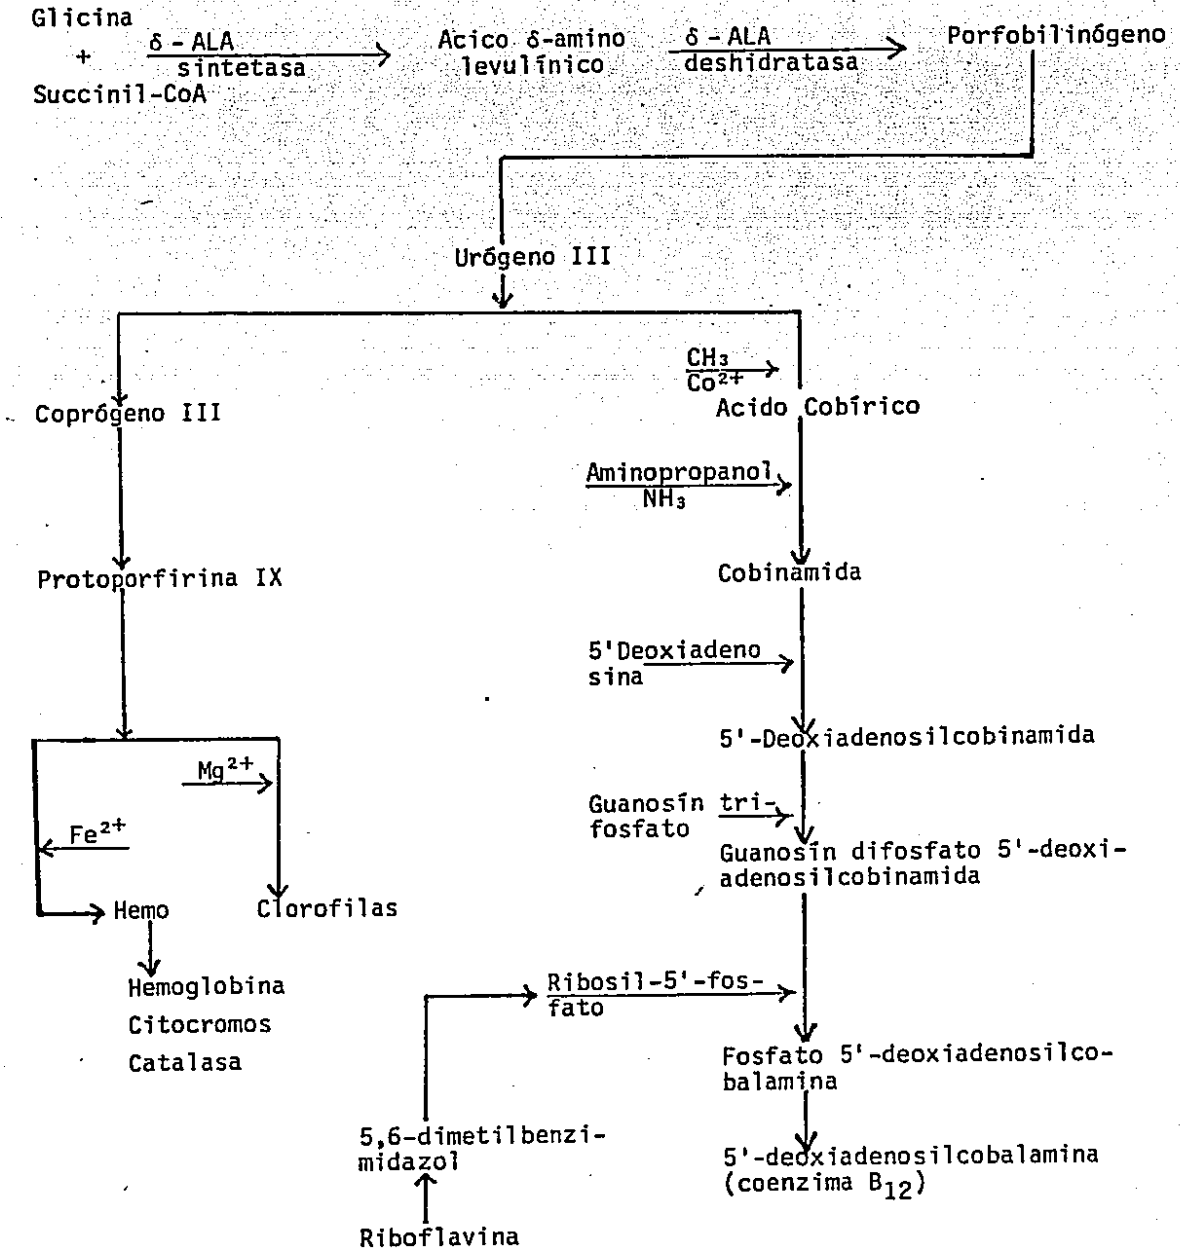 Glicina
+
Succinil-CoA
δ - ALA
sintetasa
Acico δ-amino
levulínico
δ - ALA
deshidratasa
Porfobilinógeno
Urógeno III
CH₃
Co²⁺
Coprógeno III
Acido Cobírico
Aminopropanol
NH₃
Protoporfirina IX
Cobinamida
5'Deoxiadeno
sina
5'-Deoxiadenosilcobinamida
Mg²⁺
Fe²⁺
Guanosín tri-
fosfato
Guanosín difosfato 5'-deoxi-
adenosilcobinamida
Hemo
Clorofilas
Hemoglobina
Citocromos
Catalasa
Ribosil-5'-fos-
fato
Fosfato 5'-deoxiadenosilco-
balamina
5,6-dimetilbenzi-
midazol
5'-deoxiadenosilcobalamina
(coenzima B₁₂)
Riboflavina